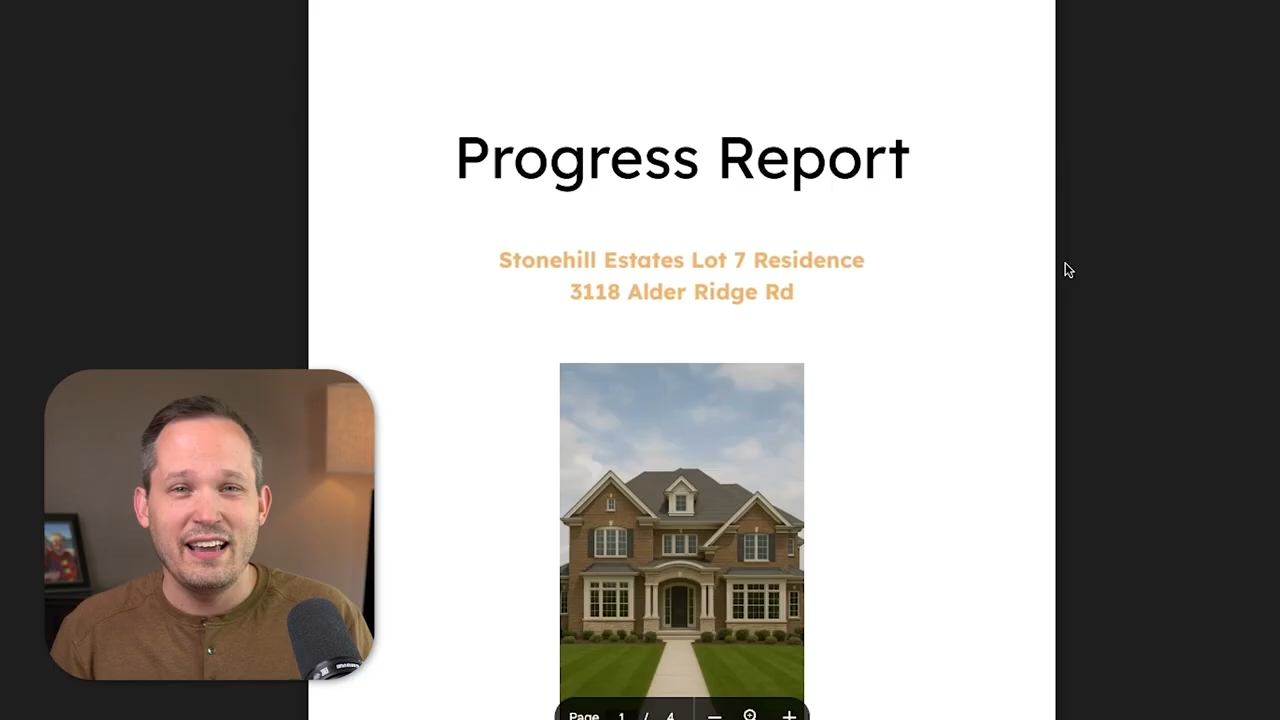 Progress Report
Stonehill Estates Lot 7 Residence
3118 Alder Ridge Rd
Page 1 / 4